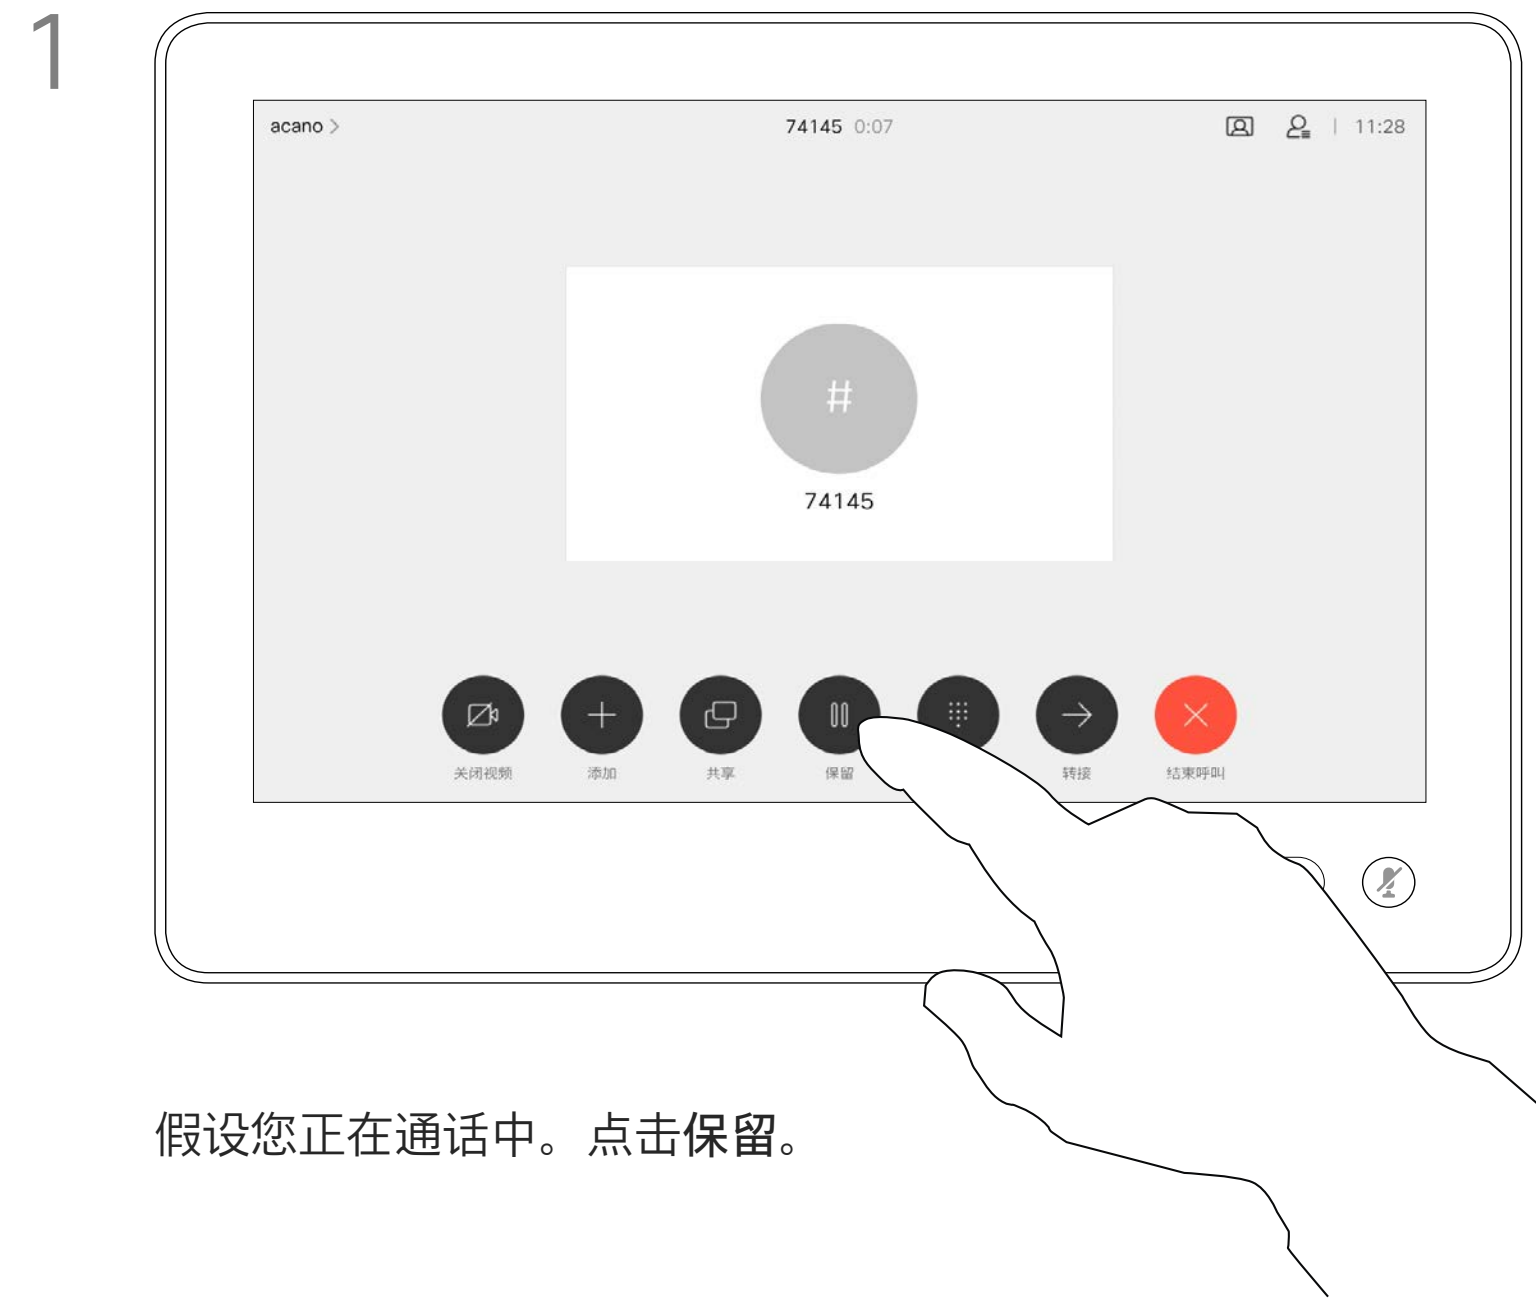 1
acano >
74145 0:07
11:28
#
74145
关闭视频
添加
共享
保留
转接
结束呼叫
假设您正在通话中。点击保留。